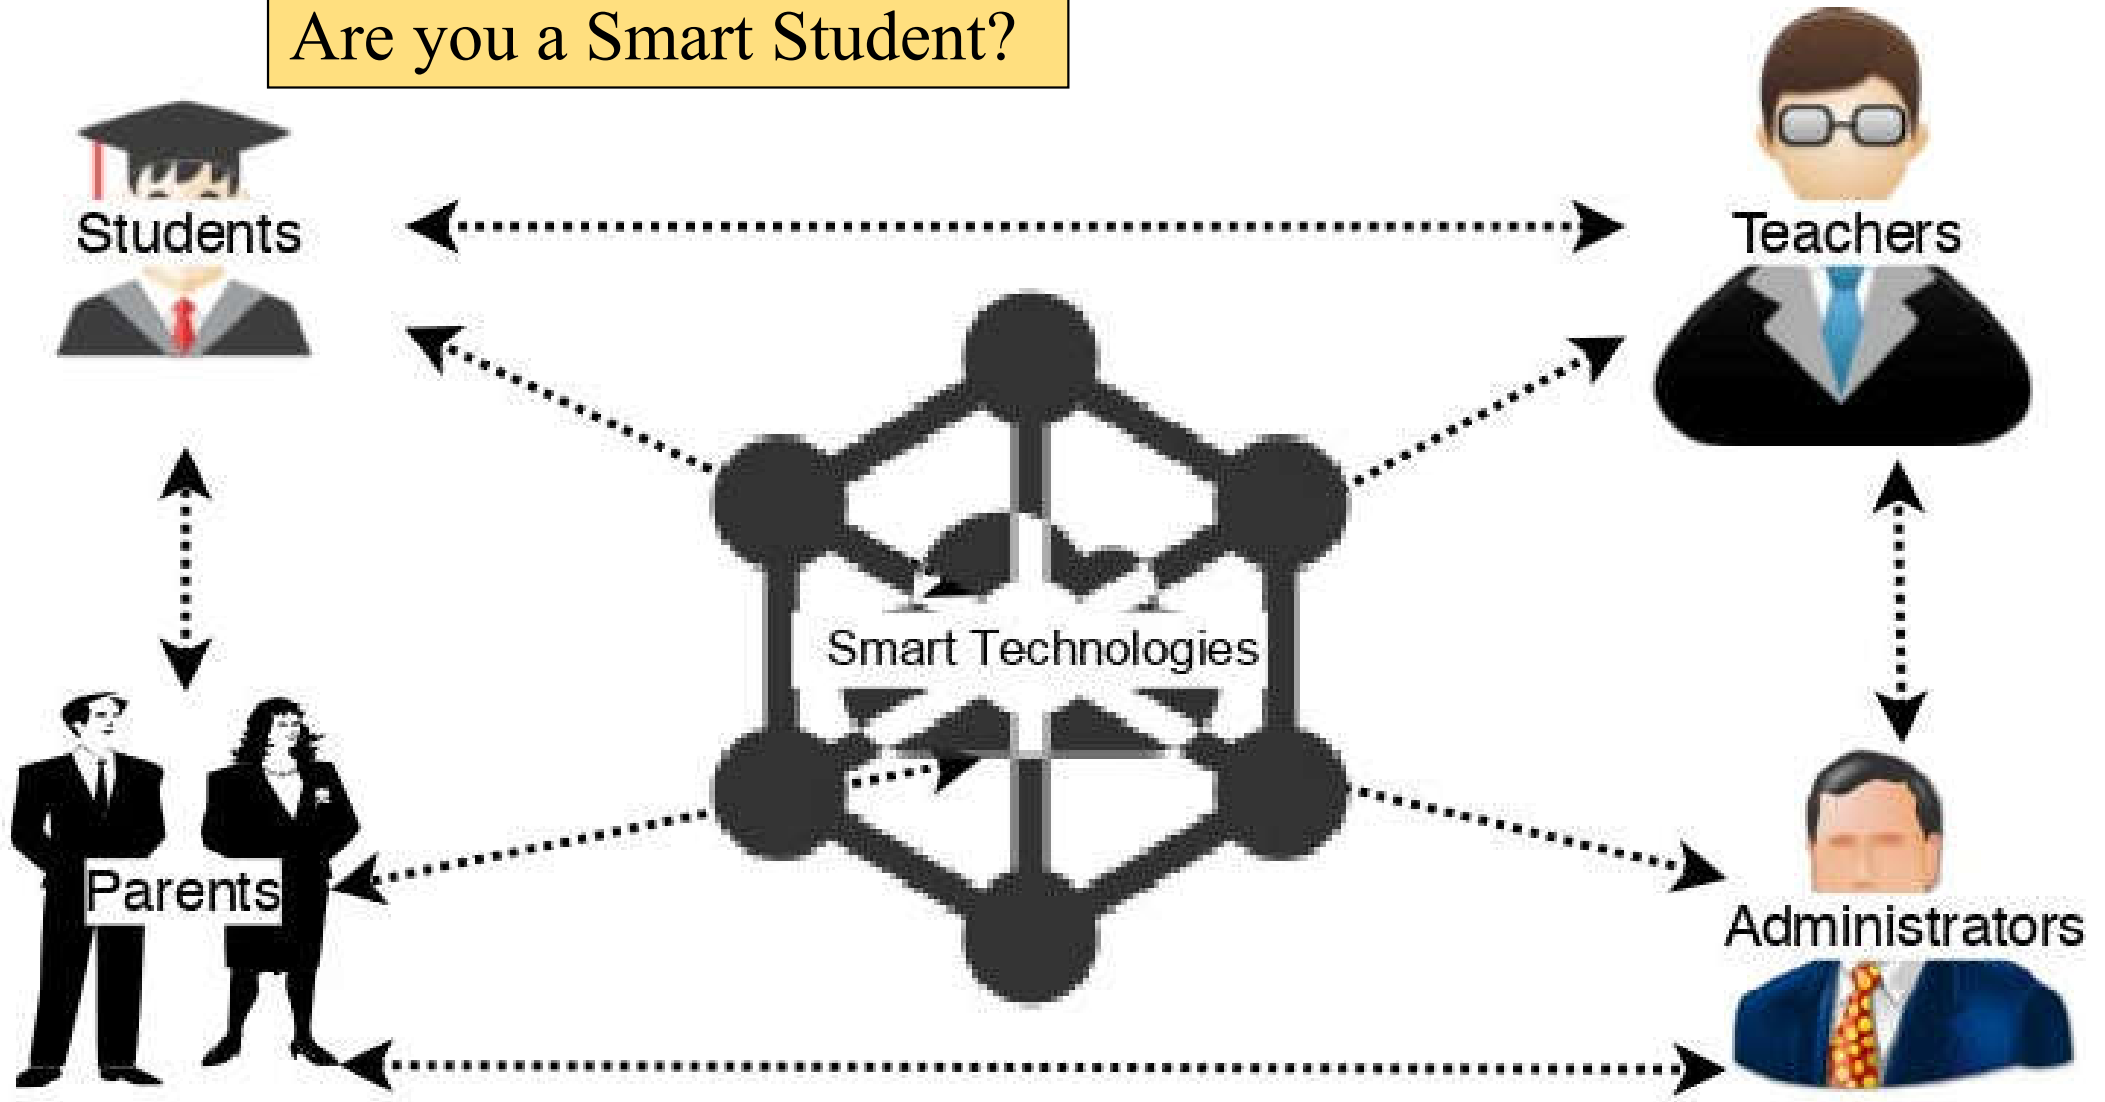 Are you a Smart Student?
Students
Teachers
Smart Technologies
Parents
Administrators